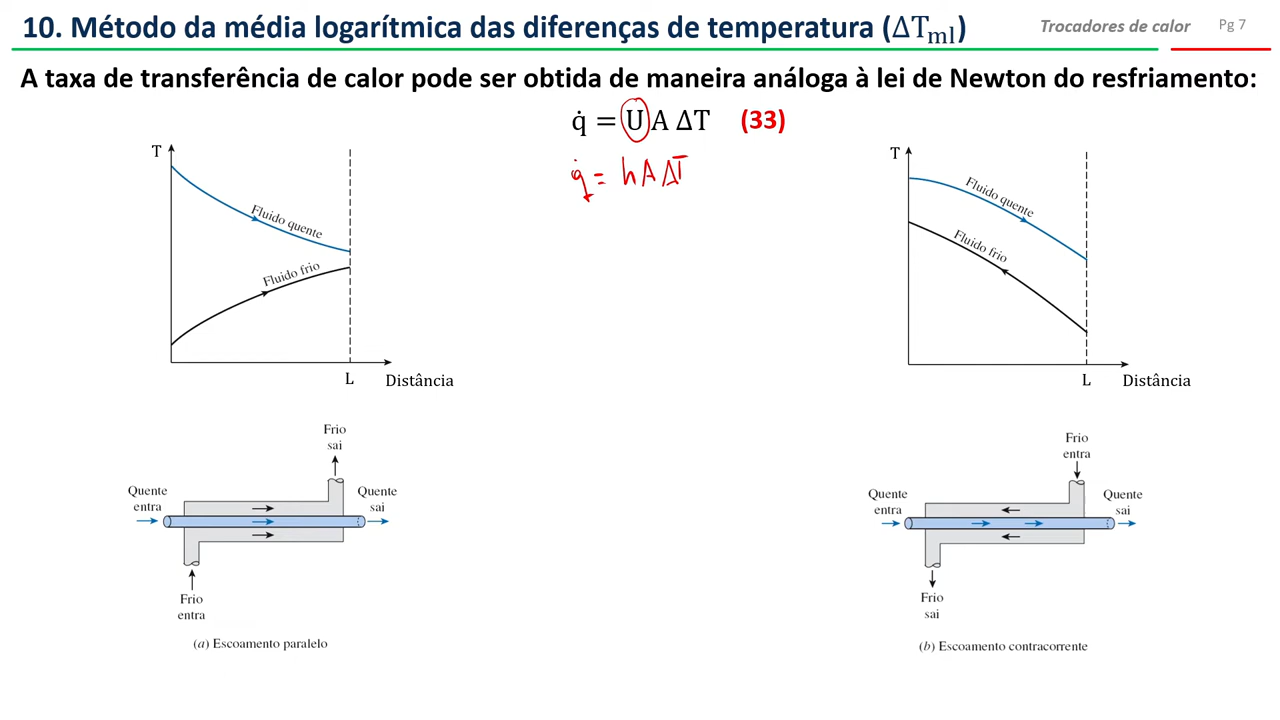 10. Método da média logarítmica das diferenças de temperatura (ΔTml)
Trocadores de calor
Pg 7
A taxa de transferência de calor pode ser obtida de maneira análoga à lei de Newton do resfriamento:
q̇ = U A ΔT (33)
q̇ = h A ΔT
T
Fluido quente
Fluido frio
L
Distância
Frio
sai
Quente
entra
Quente
sai
Frio
entra
(a) Escoamento paralelo
T
Fluido quente
Fluido frio
L
Distância
Frio
entra
Quente
entra
Quente
sai
Frio
sai
(b) Escoamento contracorrente